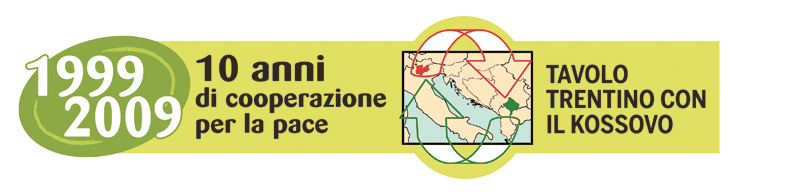 1999
2009
10 anni
di cooperazione
per la pace
TAVOLO
TRENTINO CON
IL KOSSOVO